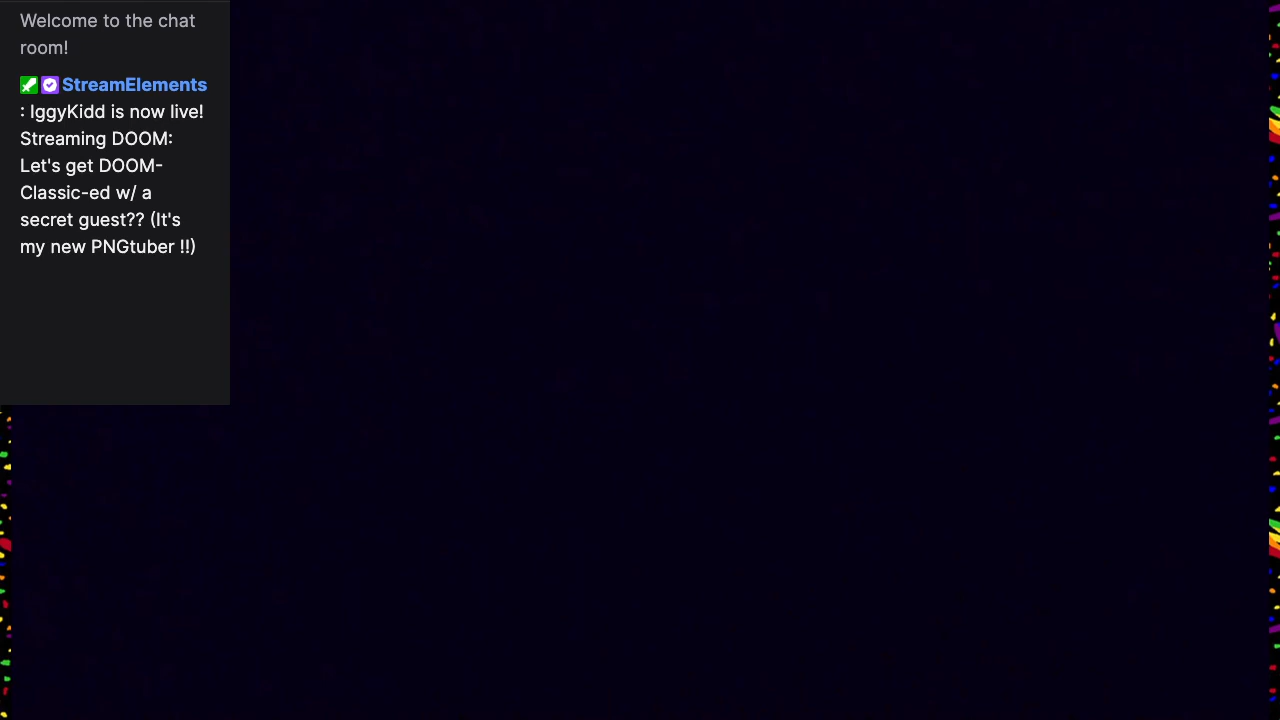 Welcome to the chat
room!
StreamElements
: IggyKidd is now live!
Streaming DOOM:
Let's get DOOM-
Classic-ed w/ a
secret guest?? (It's
my new PNGtuber !!)